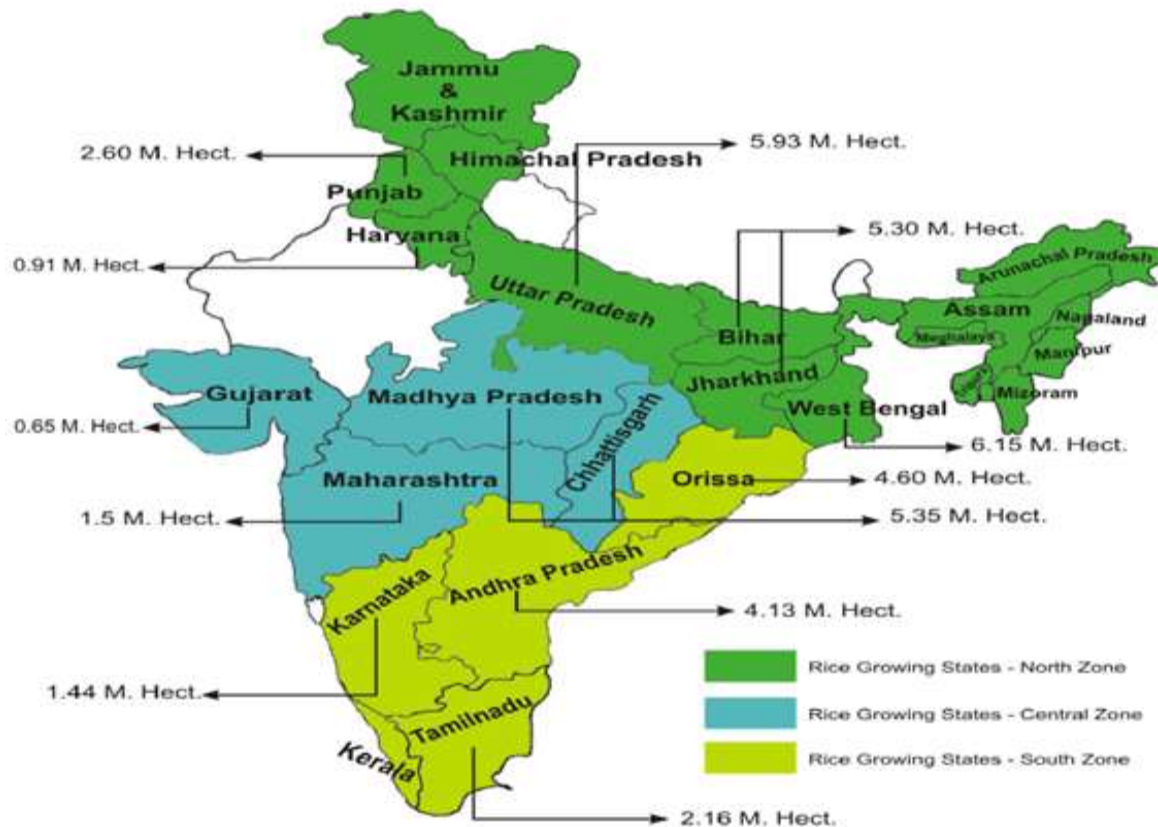 Jammu
&
Kashmir
2.60 M. Hect.
Himachal Pradesh
5.93 M. Hect.
Punjab
Haryana
5.30 M. Hect.
0.91 M. Hect.
Arunachal Pradesh
Uttar Pradesh
Assam
Nagaland
Bihar
Meghalaya
Manipur
Jharkhand
Gujarat
Madhya Pradesh
Mizoram
West Bengal
0.65 M. Hect.
Chhattisgarh
6.15 M. Hect.
Maharashtra
Orissa
4.60 M. Hect.
1.5 M. Hect.
5.35 M. Hect.
Andhra Pradesh
Karnataka
4.13 M. Hect.
Rice Growing States - North Zone
1.44 M. Hect.
Tamilnadu
Rice Growing States - Central Zone
Kerala
Rice Growing States - South Zone
2.16 M. Hect.